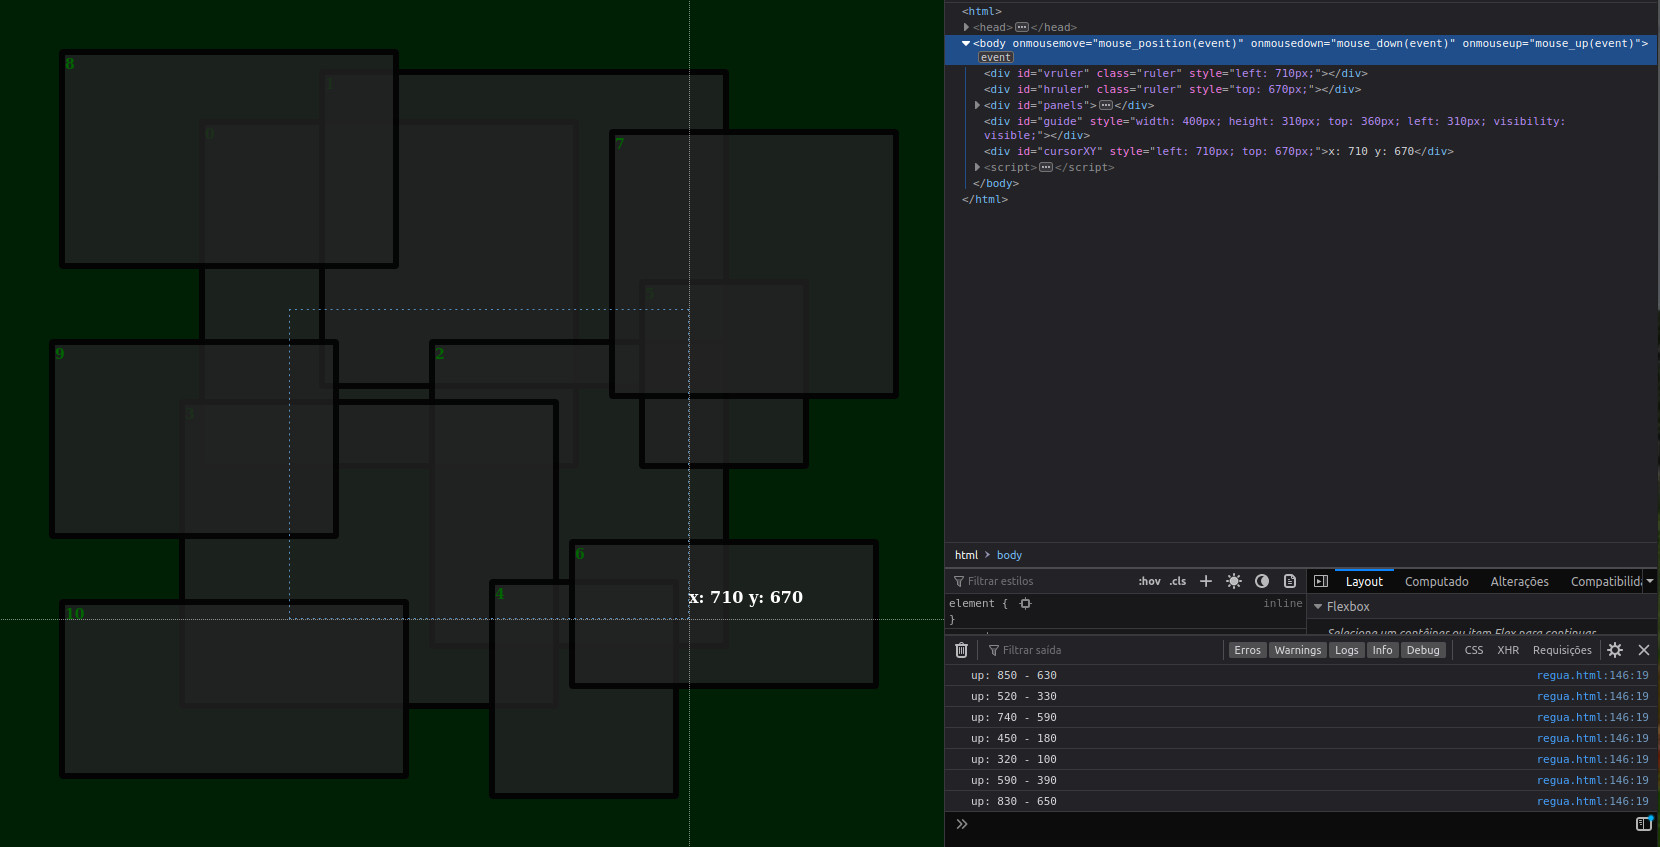 8
1
0
7
5
2
9
3
6
4
10
x: 710 y: 670
<html>
<head> ... </head>
<body onmousemove="mouse_position(event)" onmousedown="mouse_down(event)" onmouseup="mouse_up(event)">
event
<div id="vruler" class="ruler" style="left: 710px;"></div>
<div id="hruler" class="ruler" style="top: 670px;"></div>
<div id="panels"> ... </div>
<div id="guide" style="width: 400px; height: 310px; top: 360px; left: 310px; visibility:
visible;"></div>
<div id="cursorXY" style="left: 710px; top: 670px;">x: 710 y: 670</div>
<script> ... </script>
</body>
</html>
html > body
Filtrar estilos :hov .cls +
Layout Computado Alterações Compatibilid
element { inline
}
Flexbox
Selecione um contêiner ou item Flex para continuar.
Filtrar saída Erros Warnings Logs Info Debug CSS XHR Requisições
up: 850 - 630 regua.html:146:19
up: 520 - 330 regua.html:146:19
up: 740 - 590 regua.html:146:19
up: 450 - 180 regua.html:146:19
up: 320 - 100 regua.html:146:19
up: 590 - 390 regua.html:146:19
up: 830 - 650 regua.html:146:19